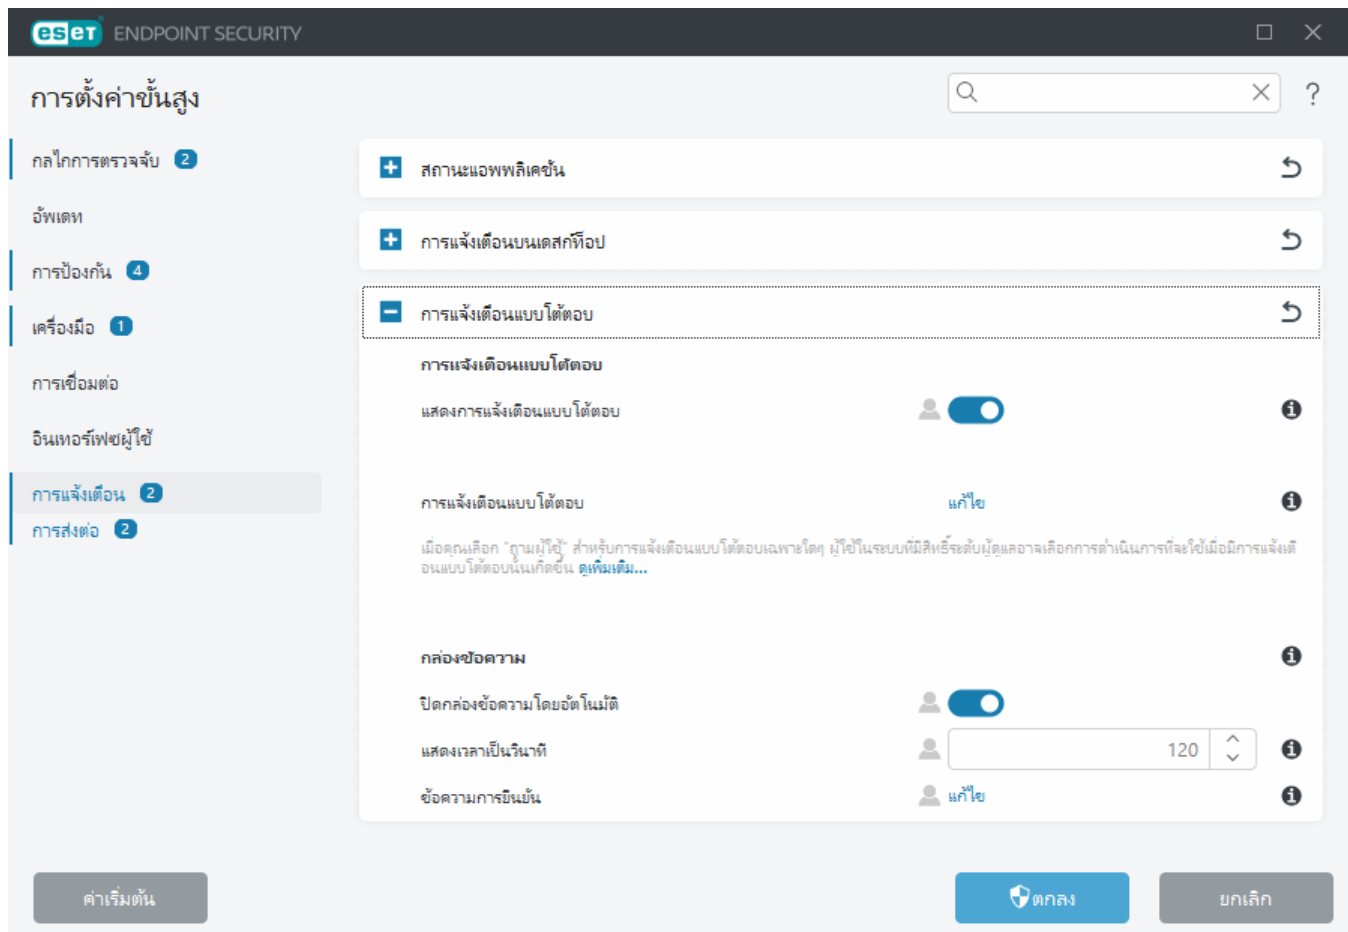 eset ENDPOINT SECURITY
การตั้งค่าขั้นสูง
?
กลไกการตรวจจับ 2
อัพเดท
การป้องกัน 4
เครื่องมือ 1
การเชื่อมต่อ
อินเทอร์เฟซผู้ใช้
การแจ้งเตือน 2
การส่งต่อ 2
สถานะแอพพลิเคชัน
การแจ้งเตือนบนเดสก์ท็อป
การแจ้งเตือนแบบโต้ตอบ
การแจ้งเตือนแบบโต้ตอบ
แสดงการแจ้งเตือนแบบโต้ตอบ
การแจ้งเตือนแบบโต้ตอบ แก้ไข
เมื่อคุณเลือก "ถามผู้ใช้" สำหรับการแจ้งเตือนแบบโต้ตอบเฉพาะใดๆ ผู้ใช้ในระบบที่มีสิทธิ์ระดับผู้ดูแลอาจเลือกการดำเนินการที่จะใช้เมื่อมีการแจ้งเตื
อนแบบโต้ตอบนั้นเกิดขึ้น ดูเพิ่มเติม...
กล่องข้อความ
ปิดกล่องข้อความโดยอัตโนมัติ
แสดงเวลาเป็นวินาที 120
ข้อความการยืนยัน แก้ไข
ค่าเริ่มต้น
ตกลง
ยกเลิก